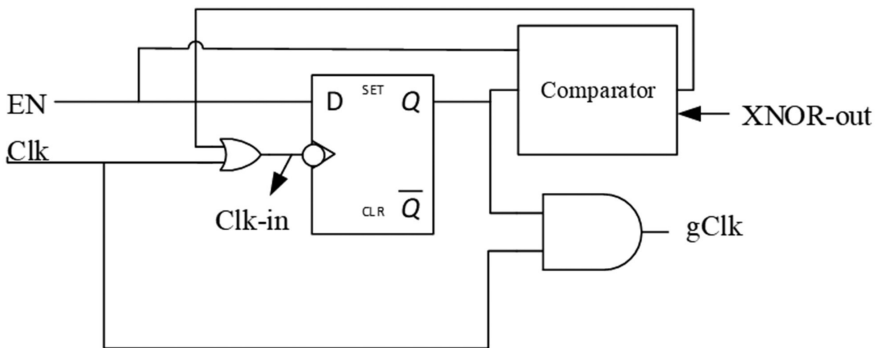 EN
Clk
Clk-in
D
SET
Q
CLR
Q
Comparator
XNOR-out
gClk